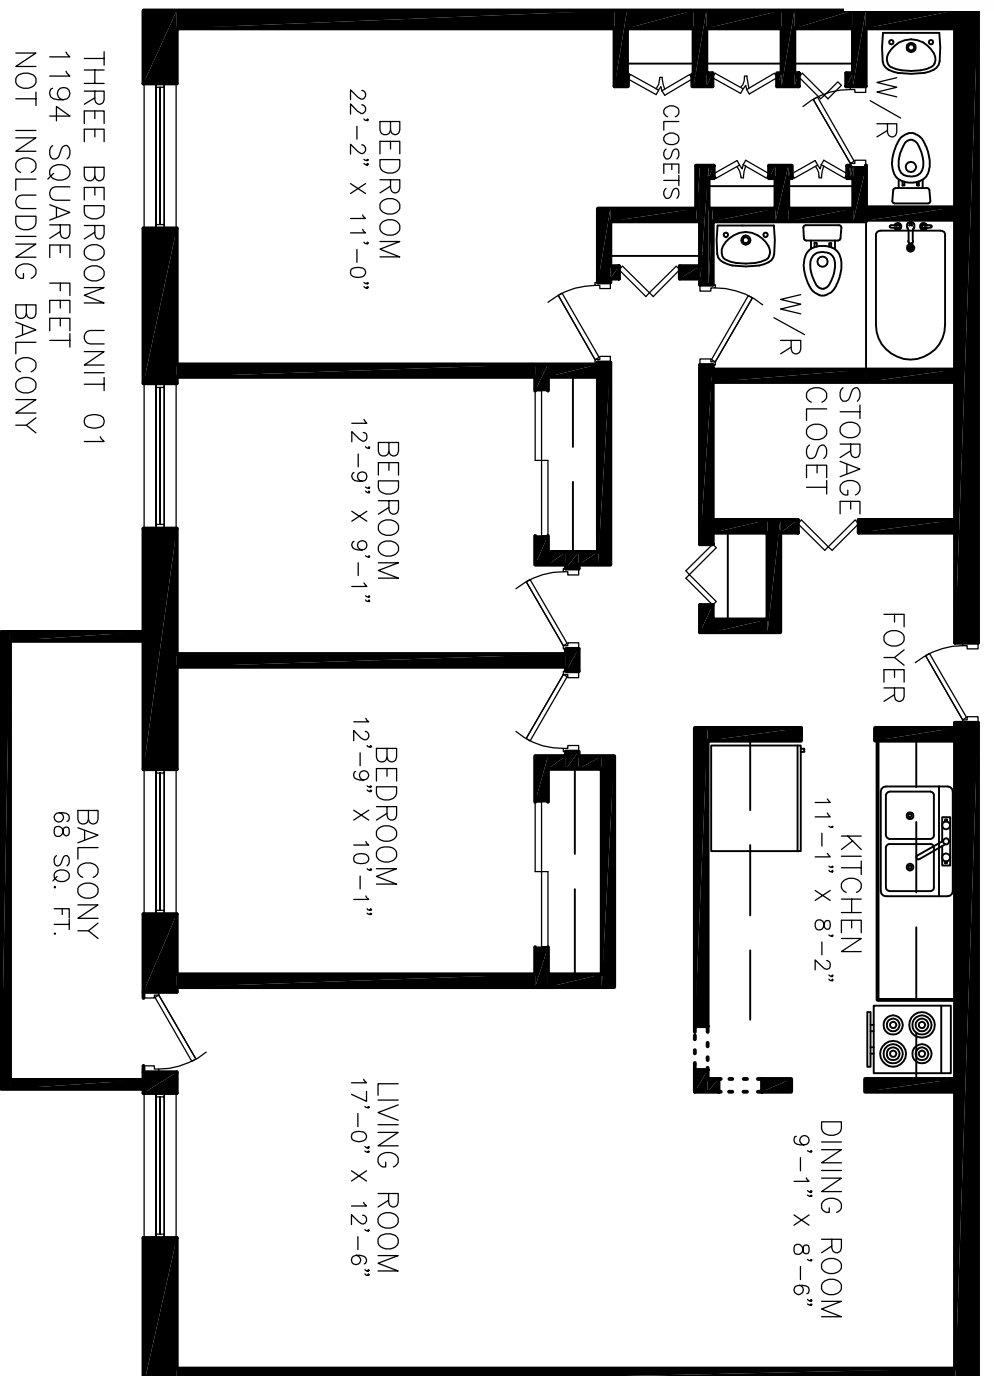 W/R
CLOSETS
BEDROOM
22'-2" X 11'-0"
W/R
STORAGE
CLOSET
BEDROOM
12'-9" X 9'-1"
FOYER
BEDROOM
12'-9" X 10'-1"
KITCHEN
11'-1" X 8'-2"
DINING ROOM
9'-1" X 8'-6"
LIVING ROOM
17'-0" X 12'-6"
BALCONY
68 SQ. FT.
THREE BEDROOM UNIT 01
1194 SQUARE FEET
NOT INCLUDING BALCONY